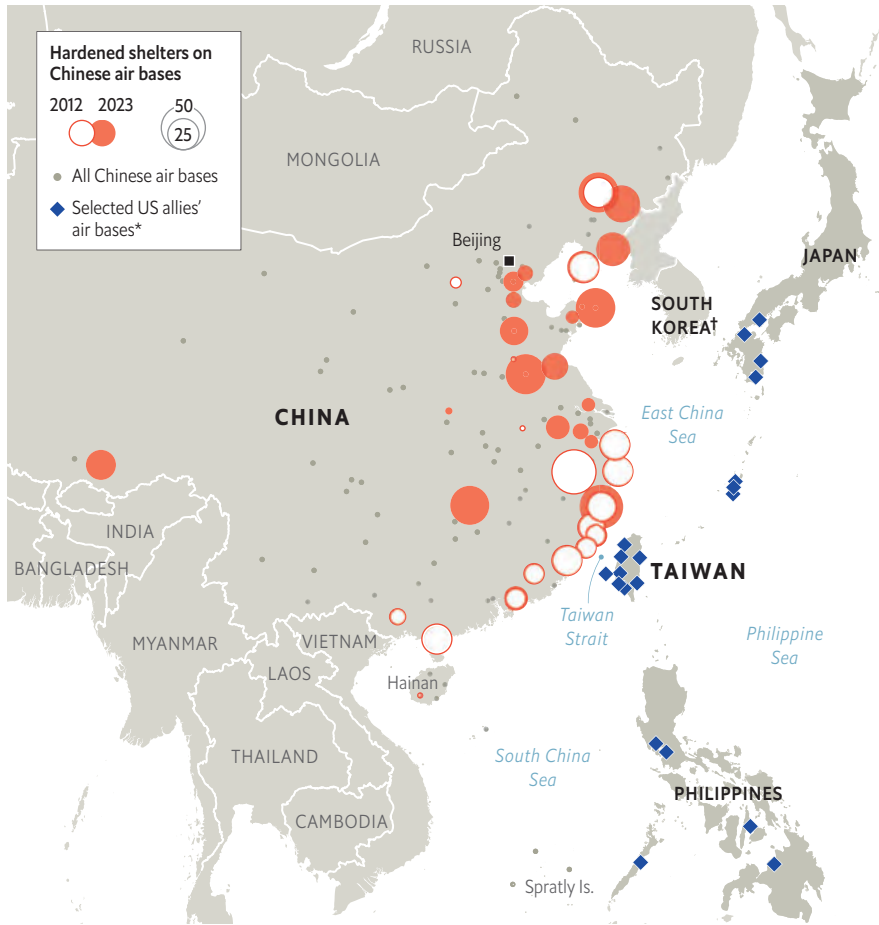 Hardened shelters on
Chinese air bases
2012 2023
50
25
All Chinese air bases
Selected US allies’
air bases*
RUSSIA
MONGOLIA
Beijing
JAPAN
SOUTH
KOREA†
CHINA
East China
Sea
INDIA
BANGLADESH
TAIWAN
Taiwan
Strait
MYANMAR
VIETNAM
Philippine
Sea
LAOS
Hainan
THAILAND
South China
Sea
PHILIPPINES
CAMBODIA
Spratly Is.